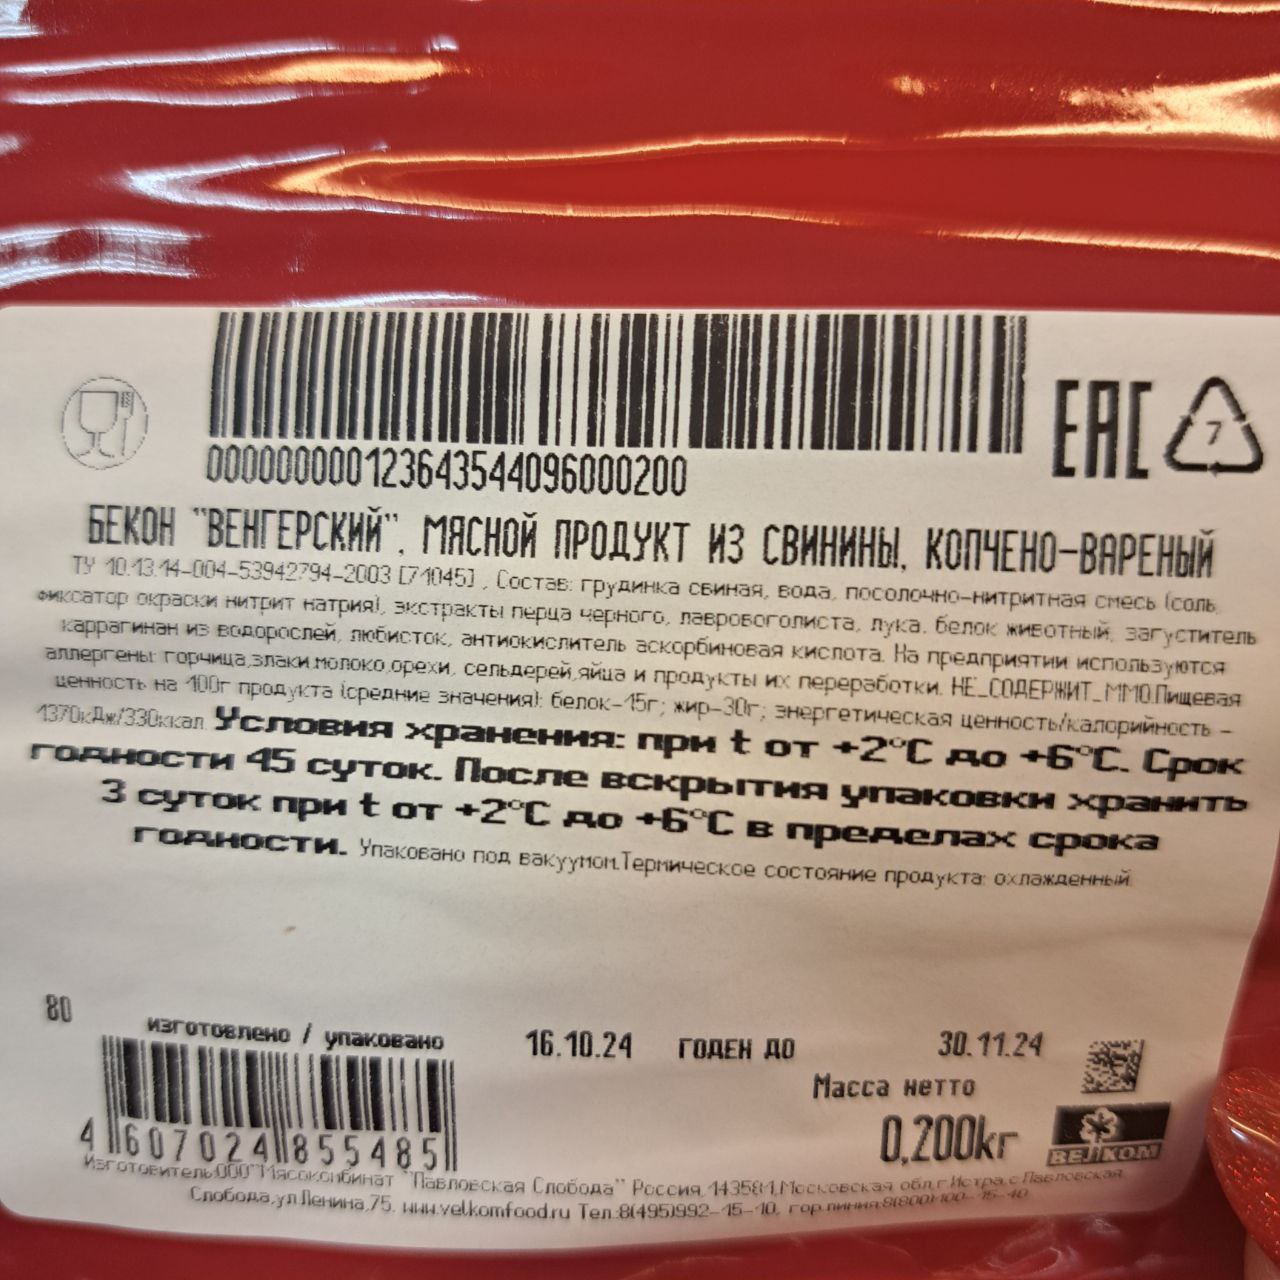 EAC
7
000000000123643544096000200
БЕКОН "ВЕНГЕРСКИЙ", МЯСНОЙ ПРОДУКТ ИЗ СВИНИНЫ, КОПЧЕНО-ВАРЕНЫЙ
ТУ 10.13.14-004-53942794-2003 [71045] , Состав: грудинка свиная, вода, посолочно-нитритная смесь (соль,
фиксатор окраски нитрит натрия), экстракты перца черного, лавровоголиста, лука, белок животный, загуститель
каррагинан из водорослей, любисток, антиокислитель аскорбиновая кислота. На предприятии используются
аллергены: горчица,злаки,молоко,орехи, сельдерей,яйца и продукты их переработки. НЕ_СОДЕРЖИТ_ГМО.Пищевая
ценность на 100г продукта (средние значения): белок-15г; жир-30г; энергетическая ценность/калорийность -
1370кДж/330ккал. Условия хранения: при t от +2°C до +6°C. Срок
годности 45 суток. После вскрытия упаковки хранить
3 суток при t от +2°C до +6°C в пределах срока
годности. Упаковано под вакуумом.Термическое состояние продукта: охлажденный.
80
изготовлено / упаковано 16.10.24 ГОДЕН ДО 30.11.24
Масса нетто
0,200кг
ВЕЛКОМ
4 607024 855485
Изготовитель:ООО"Мясокомбинат "Павловская Слобода" Россия, 143581,Московская обл,г.Истра,с.Павловская
Слобода,ул.Ленина,75, www.velkomfood.ru Тел:8(495)992-15-10, гор.линия:8(800)100-15-10